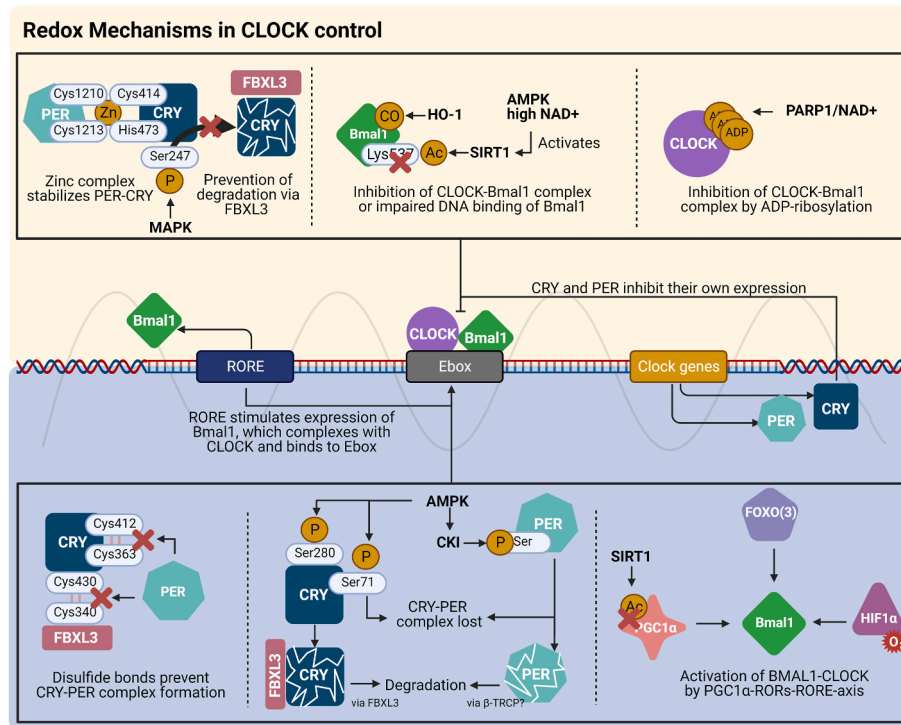 Redox Mechanisms in CLOCK control
Cys1210
Cys414
PER
Zn
CRY
Cys1213
His473
Ser247
P
MAPK
Zinc complex
stabilizes PER-CRY
FBXL3
CRY
Prevention of
degradation via
FBXL3
CO
HO-1
Bmal1
Lys537
Ac
SIRT1
AMPK
high NAD+
Activates
Inhibition of CLOCK-Bmal1 complex
or impaired DNA binding of Bmal1
ADP
CLOCK
PARP1/NAD+
Inhibition of CLOCK-Bmal1
complex by ADP-ribosylation
CRY and PER inhibit their own expression
Bmal1
CLOCK
Bmal1
RORE
Ebox
Clock genes
PER
CRY
RORE stimulates expression of
Bmal1, which complexes with
CLOCK and binds to Ebox
Cys412
CRY
Cys363
Cys430
Cys340
FBXL3
PER
Disulfide bonds prevent
CRY-PER complex formation
AMPK
P
Ser280
P
Ser71
CRY
CKI
P
Ser
PER
CRY-PER
complex lost
FBXL3
CRY
Degradation
via FBXL3
via β-TRCP?
PER
FOXO(3)
SIRT1
Ac
PGC1α
Bmal1
HIF1α
Activation of BMAL1-CLOCK
by PGC1α-RORs-RORE-axis